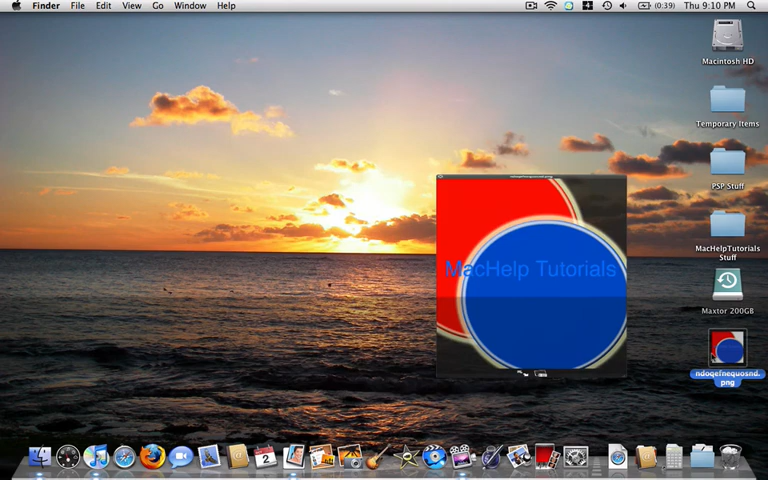 Finder File Edit View Go Window Help (0:39) Thu 9:10 PM
Macintosh HD
Temporary Items
PSP Stuff
MacHelpTutorials
Stuff
Maxtor 200GB
ndoqefnequosnd.
png
MacHelp Tutorials
2